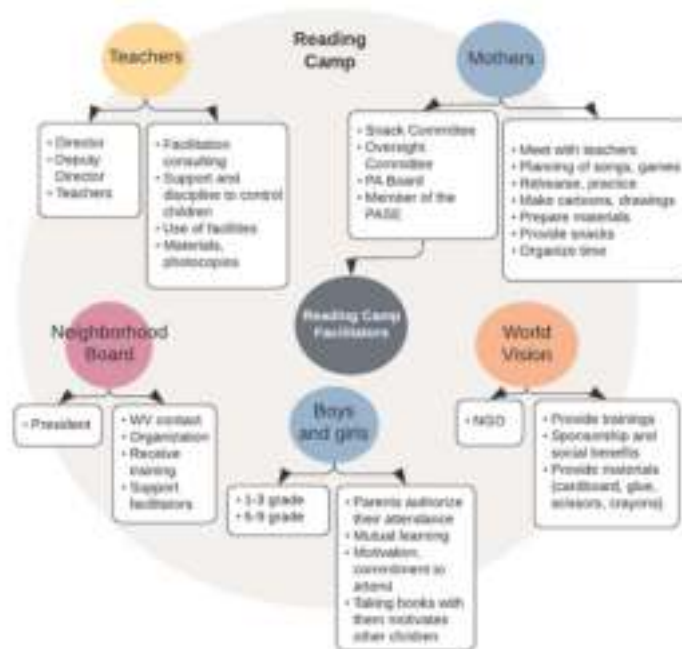 Reading
Camp
Teachers
• Director
• Deputy
Director
• Teachers
• Facilitation
consulting
• Support and
discipline to control
children
• Use of facilities
• Materials,
photocopies
Mothers
• Snack Committee
• Oversight
Committee
• PA Board
• Member of the
PASE
• Meet with teachers
• Planning of songs, games
• Rehearse, practice
• Make cartoons, drawings
• Prepare materials
• Provide snacks
• Organize time
Reading Camp
Facilitators
Neighborhood
Board
• President
• WV contact
• Organization
• Receive
training
• Support
facilitators
Boys
and girls
• 1-3 grade
• 6-9 grade
• Parents authorize
their attendance
• Mutual learning
• Motivation,
commitment to
attend
• Taking books with
them motivates
other children
World
Vision
• NGO
• Provide trainings
• Sponsorship and
social benefits
• Provide materials
(cardboard, glue,
scissors, crayons)